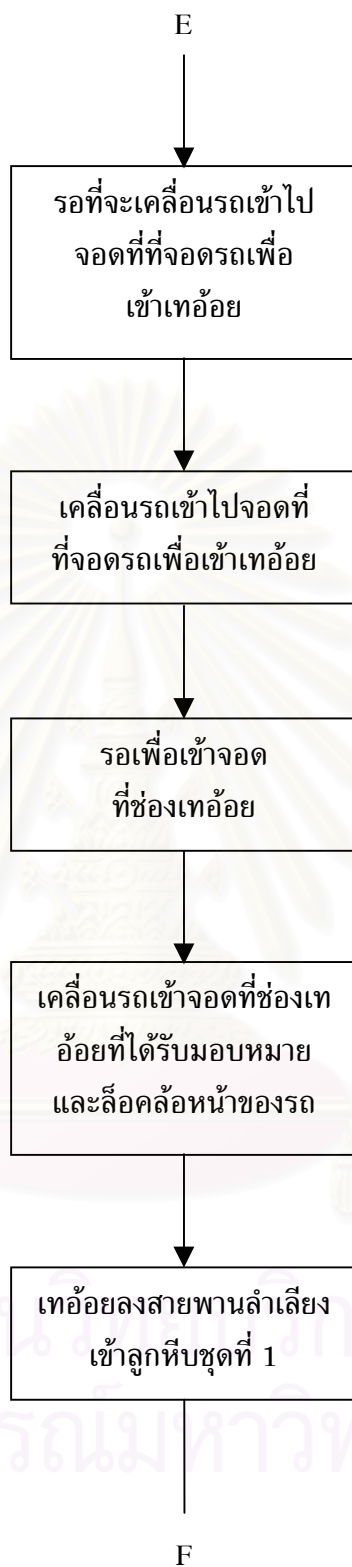 E
รอที่จะเคลื่อนรถเข้าไป
จอดที่ที่จอดรถเพื่อ
เข้าเทอ้อย
เคลื่อนรถเข้าไปจอดที่
ที่จอดรถเพื่อเข้าเทอ้อย
รอเพื่อเข้าจอด
ที่ช่องเทอ้อย
เคลื่อนรถเข้าจอดที่ช่องเท
อ้อยที่ได้รับมอบหมาย
และล็อคล้อหน้าของรถ
เทอ้อยลงสายพานลำเลียง
เข้าลูกหีบชุดที่ 1
F